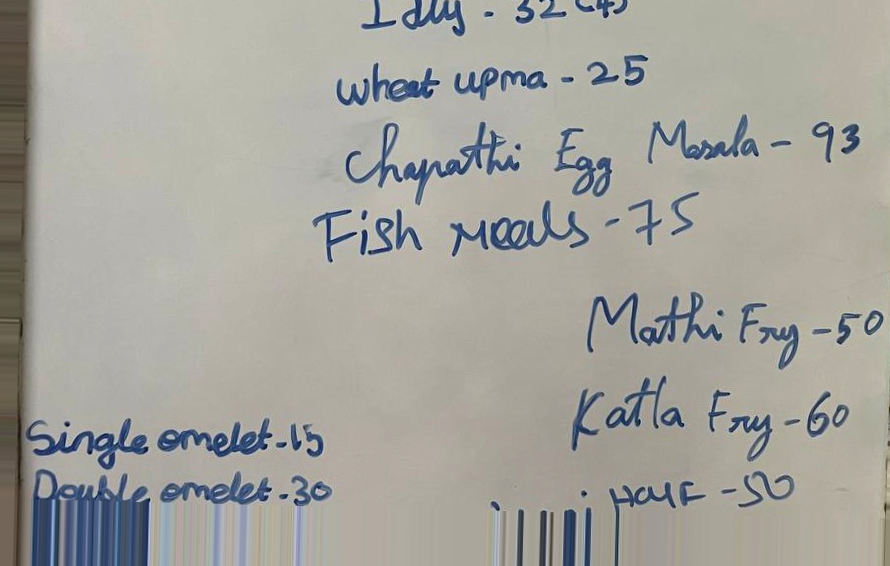 Idly - 32 (4)
wheat upma - 25
Chapathi Egg Masala - 93
Fish meals - 75
Mathi Fry - 50
Katla Fry - 60
Single omelet - 15
Double omelet - 30
Half - 50